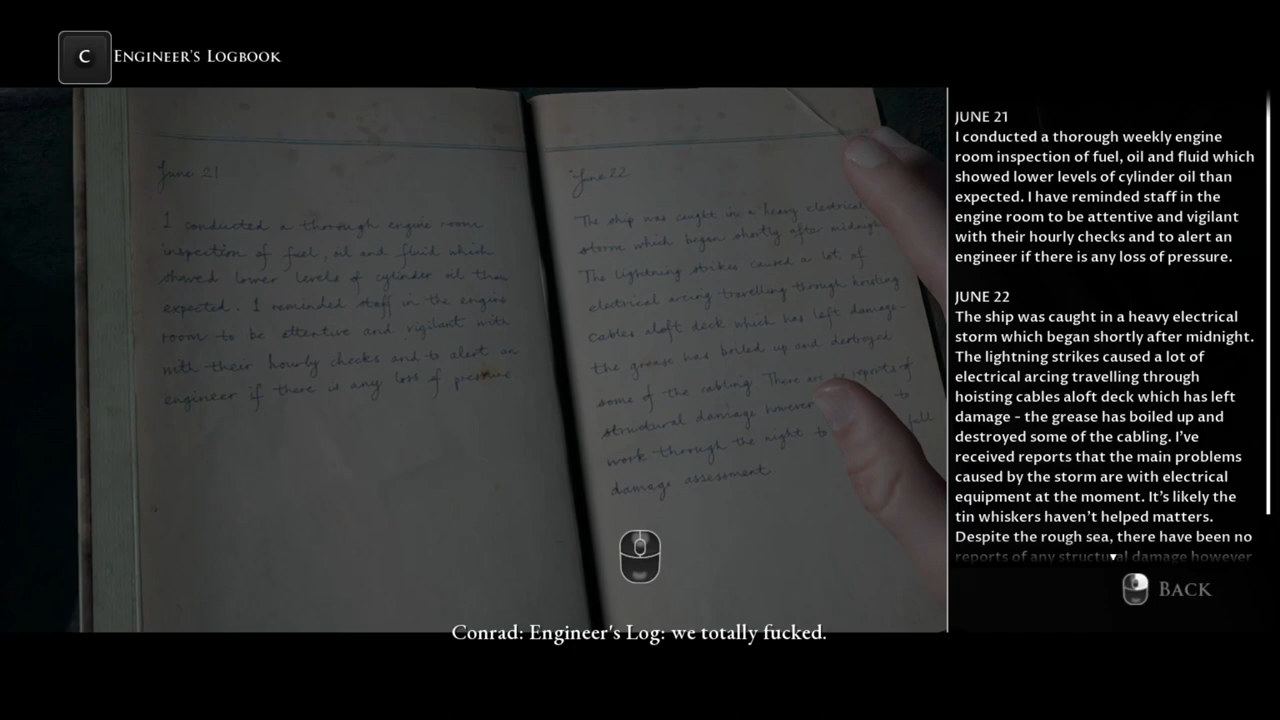 C
ENGINEER'S LOGBOOK
June 21
I conducted a thorough engine room
inspection of fuel, oil and fluid which
showed lower levels of cylinder oil than
expected. I reminded staff in the engine
room to be attentive and vigilant with
with their hourly checks and to alert an
engineer if there is any loss of pressure
June 22
The ship was caught in a heavy electrical
storm which began shortly after
The lightning strikes caused a lot of
electrical arcing travelling through hoisting
cables aloft deck which has left damage-
the grease has boiled up and destroyed
some of the cabling. There are reports of
structural damage however to
work through the night to full
damage assessment
JUNE 21
I conducted a thorough weekly engine
room inspection of fuel, oil and fluid which
showed lower levels of cylinder oil than
expected. I have reminded staff in the
engine room to be attentive and vigilant
with their hourly checks and to alert an
engineer if there is any loss of pressure.
JUNE 22
The ship was caught in a heavy electrical
storm which began shortly after midnight.
The lightning strikes caused a lot of
electrical arcing travelling through
hoisting cables aloft deck which has left
damage - the grease has boiled up and
destroyed some of the cabling. I've
received reports that the main problems
caused by the storm are with electrical
equipment at the moment. It's likely the
tin whiskers haven't helped matters.
Despite the rough sea, there have been no
reports of any structural damage however
BACK
Conrad: Engineer's Log: we totally fucked.